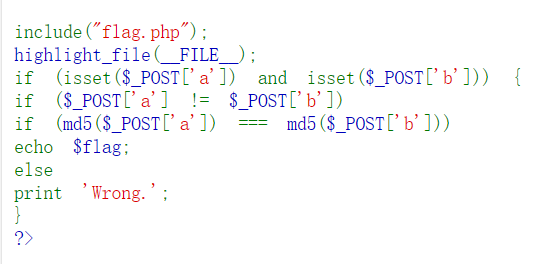 include("flag.php");
highlight_file(__FILE__);
if (isset($_POST['a']) and isset($_POST['b'])) {
if ($_POST['a'] != $_POST['b'])
if (md5($_POST['a']) === md5($_POST['b']))
echo $flag;
else
print 'Wrong.';
}
?>